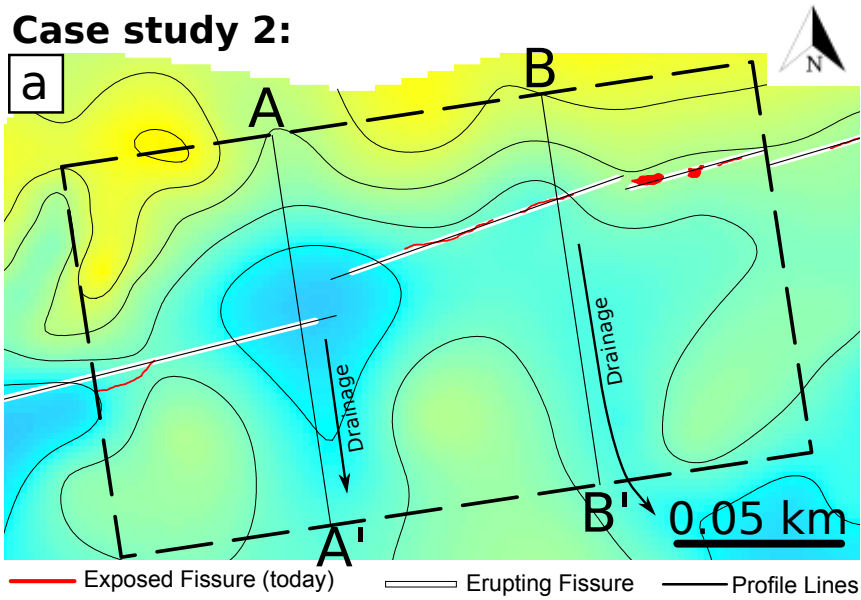 Case study 2:
N
a
A
B
Drainage
Drainage
A'
B'
0.05 km
Exposed Fissure (today)
Erupting Fissure
Profile Lines